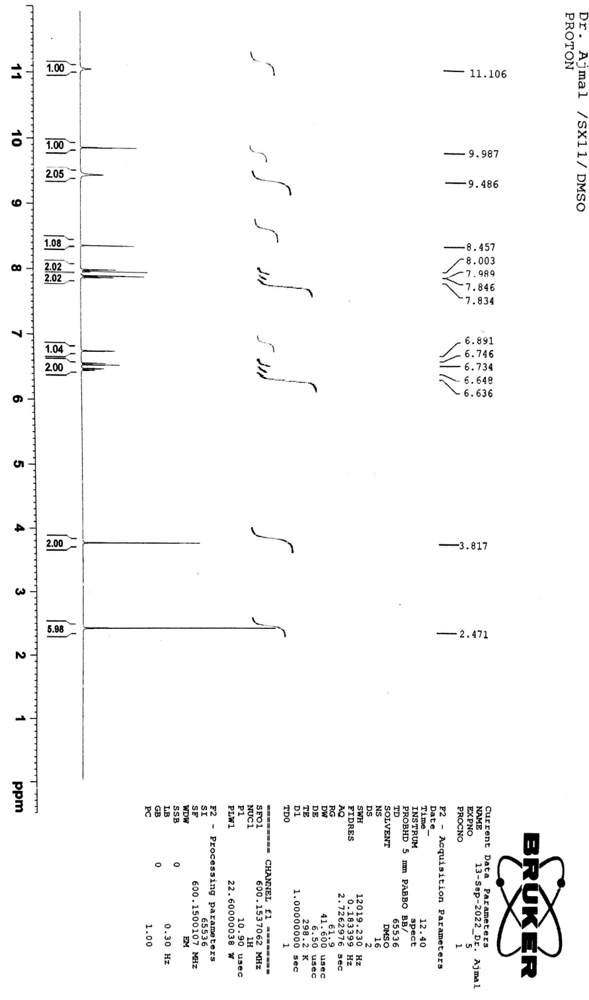 Dr. Ajmal /SX11/DMSO
PROTON
11.106
9.987
9.486
8.457
8.003
7.989
7.846
7.834
6.891
6.746
6.734
6.648
6.636
3.817
2.471
1.00
1.00
2.05
1.08
2.02
2.02
1.04
2.00
2.00
5.98
11
10
9
8
7
6
5
4
3
2
1
ppm
BRUKER
Current Data Parameters
NAME 13-Sep-2022_Dr. Ajmal
EXPNO 5
PROCNO 1
F2 - Acquisition Parameters
Date_
Time_ 12.40
INSTRUM spect
PROBHD 5 mm PABBO BB/
TD 65536
SOLVENT DMSO
NS 16
DS 2
SWH 12019.230 Hz
FIDRES 0.183399 Hz
AQ 2.7262976 sec
RG 61.9
DW 41.600 usec
DE 6.50 usec
TE 298.2 K
D1 1.00000000 sec
TD0 1
======== CHANNEL f1 ========
SFO1 600.1537062 MHz
NUC1 1H
P1 10.90 usec
PLW1 22.60000038 W
F2 - Processing parameters
SI 65536
SF 600.1500107 MHz
WDW EM
SSB 0
LB 0.30 Hz
GB 0
PC 1.00